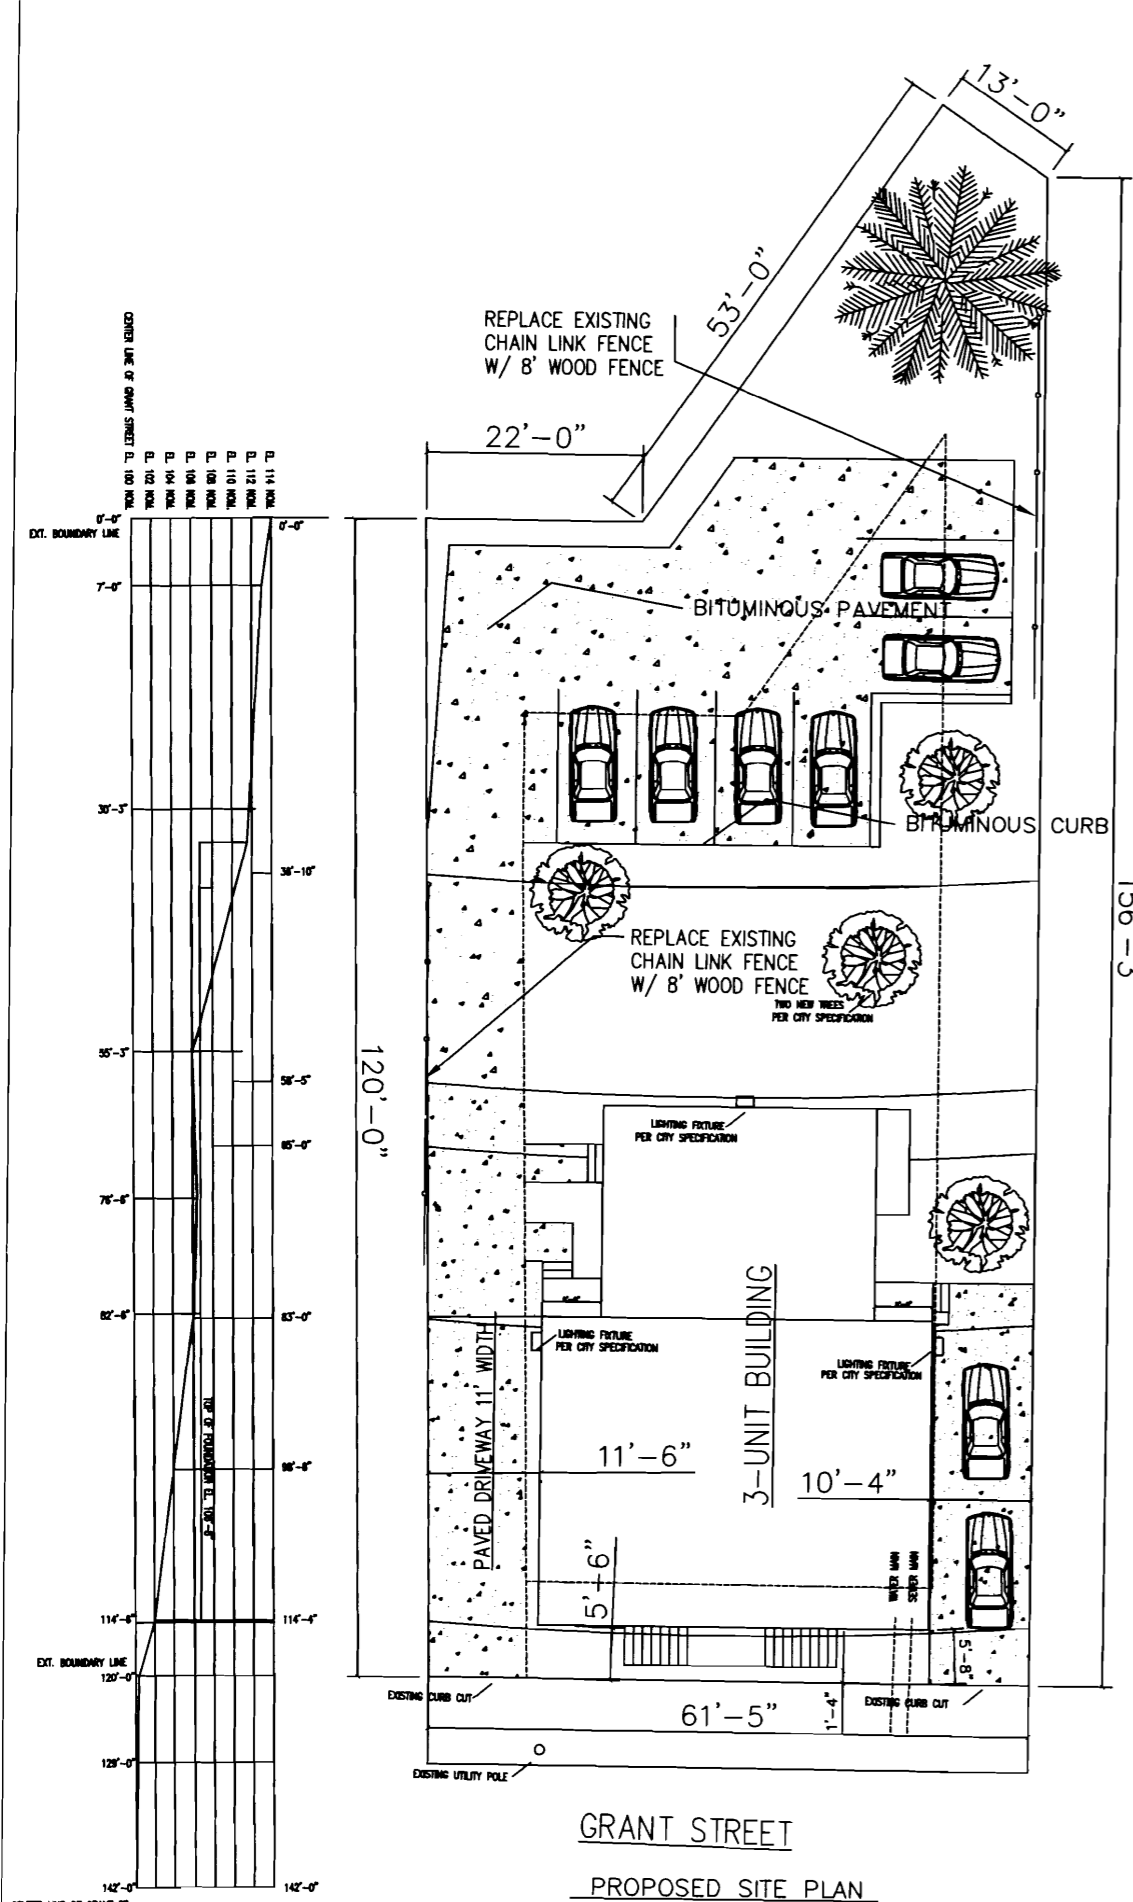 13'-0"
53'-0"
REPLACE EXISTING
CHAIN LINK FENCE
W/ 8' WOOD FENCE
22'-0"
CENTER LINE OF GRANT STREET EL. 100 NOM.
EL. 102 NOM.
EL. 104 NOM.
EL. 106 NOM.
EL. 108 NOM.
EL. 110 NOM.
EL. 112 NOM.
EL. 114 NOM.
0'-0"
EXT. BOUNDARY LINE
0'-0"
7'-0"
BITUMINOUS PAVEMENT
30'-3"
BITUMINOUS CURB
36'-10"
156'-3
REPLACE EXISTING
CHAIN LINK FENCE
W/ 8' WOOD FENCE
TWO NEW TREES
PER CITY SPECIFICATION
55'-3"
58'-5"
120'-0"
LIGHTING FIXTURE
PER CITY SPECIFICATION
65'-0"
76'-6"
82'-6"
83'-0"
LIGHTING FIXTURE
PER CITY SPECIFICATION
LIGHTING FIXTURE
PER CITY SPECIFICATION
3-UNIT BUILDING
PAVED DRIVEWAY 11' WIDTH
11'-6"
10'-4"
98'-8"
TOP OF FOUNDATION EL. 108'-8"
5'-6"
WATER MAIN
SEWER MAIN
114'-6"
114'-4"
5'-8"
EXT. BOUNDARY LINE
120'-0"
EXISTING CURB CUT
61'-5"
1'-4"
EXISTING CURB CUT
129'-0"
EXISTING UTILITY POLE
GRANT STREET
142'-0"
142'-0"
PROPOSED SITE PLAN